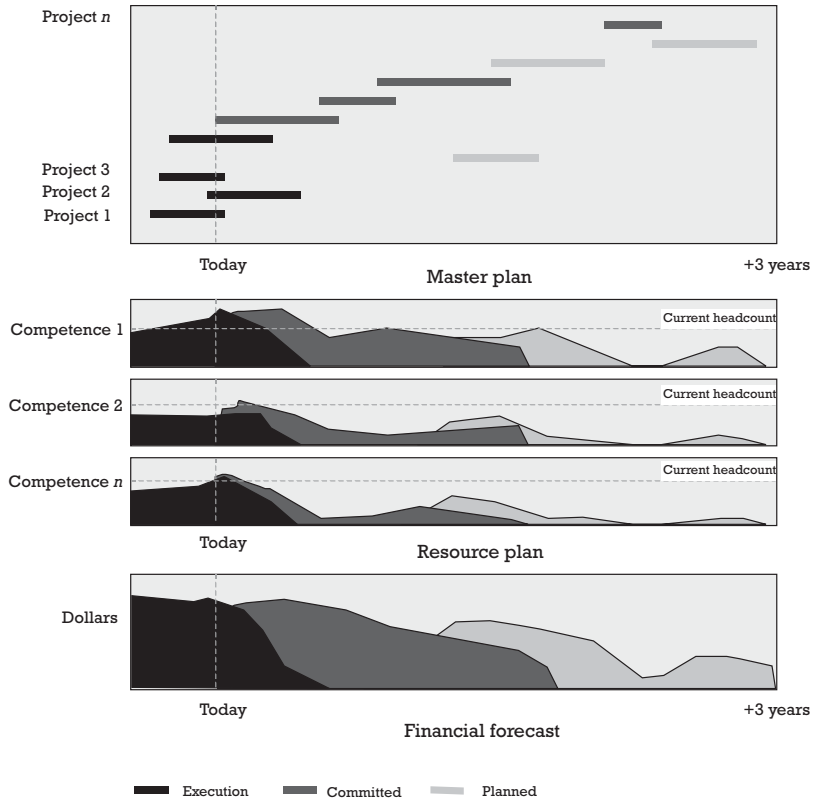 Project n
Project 3
Project 2
Project 1
Today
+3 years
Master plan
Competence 1
Current headcount
Competence 2
Current headcount
Competence n
Current headcount
Today
Resource plan
Dollars
Today
+3 years
Financial forecast
Execution
Committed
Planned